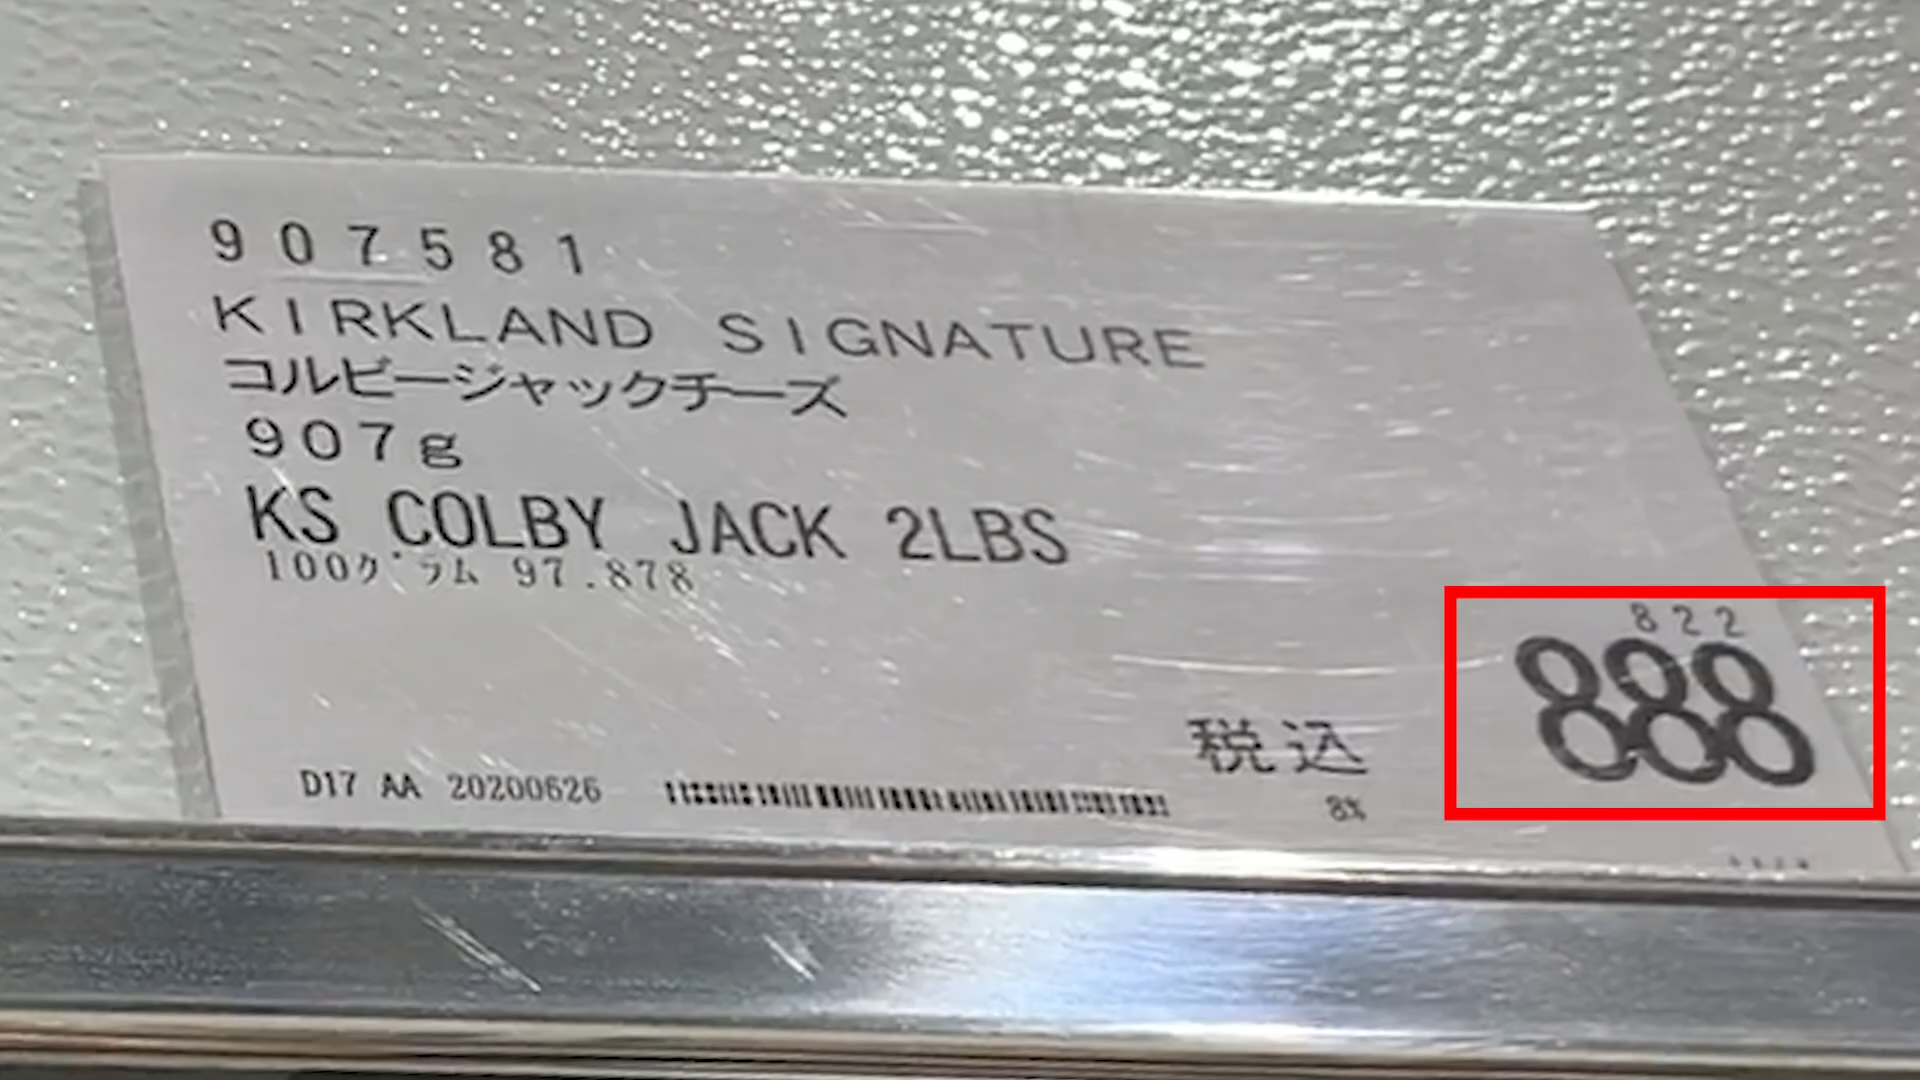 907581
KIRKLAND SIGNATURE
コルビージャックチーズ
907g
KS COLBY JACK 2LBS
100グラム 97.878
822
税込 888
8%
D17 AA 20200626